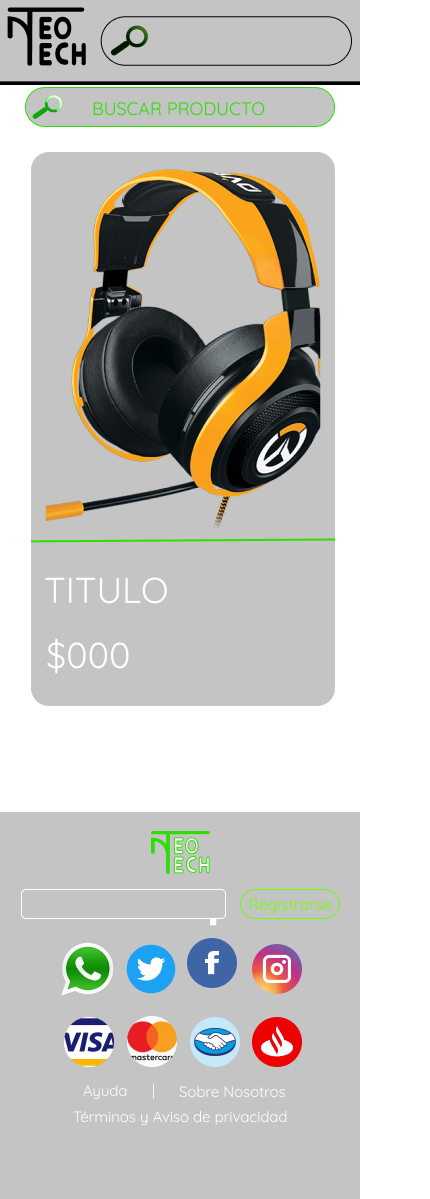 NEO
TECH
BUSCAR PRODUCTO
TITULO
$000
NEO
TECH
Registrarse
VISA
mastercard
Ayuda | Sobre Nosotros
Términos y Aviso de privacidad